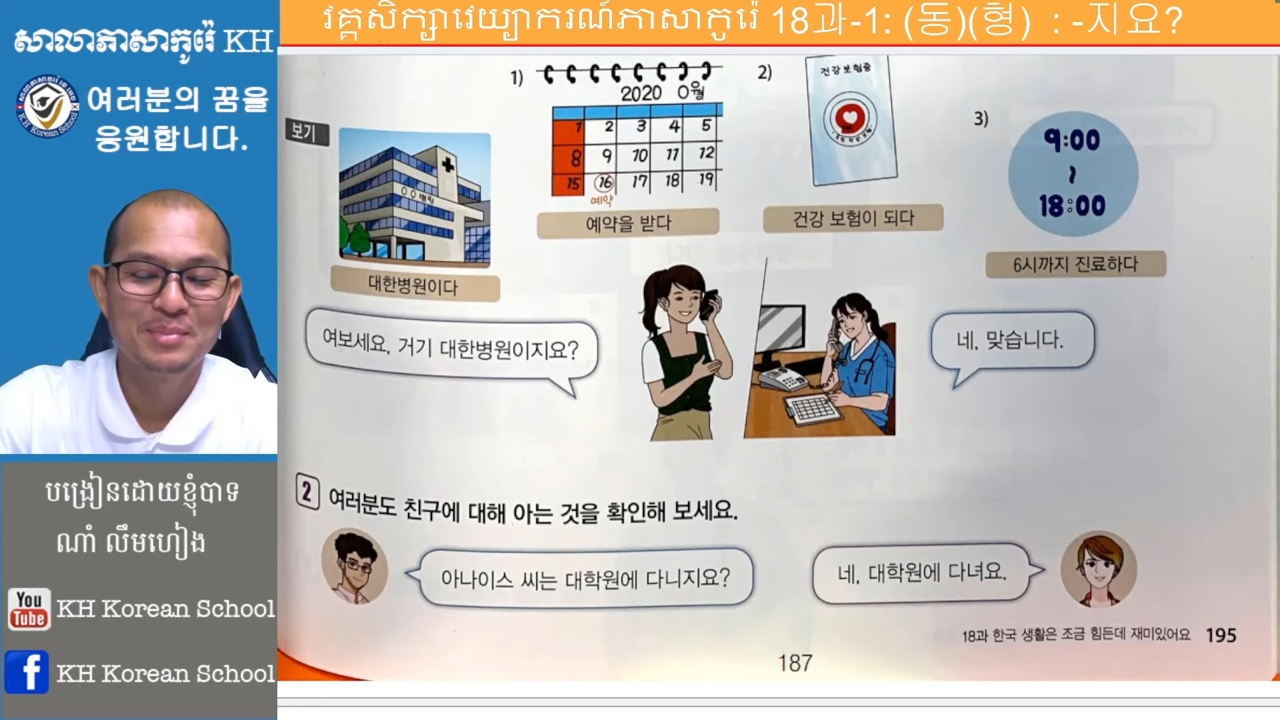 សាលាភាសាកូរ៉េ KH
여러분의 꿈을
응원합니다.
វគ្គសិក្សាវេយ្យាករណ៍ភាសាកូរ៉េ 18과-1: (동)(형) : -지요?
보기
대한병원이다
1)
2020 0월
1 2 3 4 5
8 9 10 11 12
15 16 17 18 19
예약
예약을 받다
2)
건강 보험증
건강 보험이 되다
3)
9:00
~
18:00
6시까지 진료하다
여보세요, 거기 대한병원이지요?
네, 맞습니다.
2 여러분도 친구에 대해 아는 것을 확인해 보세요.
아나이스 씨는 대학원에 다니지요?
네, 대학원에 다녀요.
18과 한국 생활은 조금 힘든데 재미있어요 195
187
បង្រៀនដោយខ្ញុំបាទ
ណាំ លឹមហៀង
You Tube KH Korean School
f KH Korean School